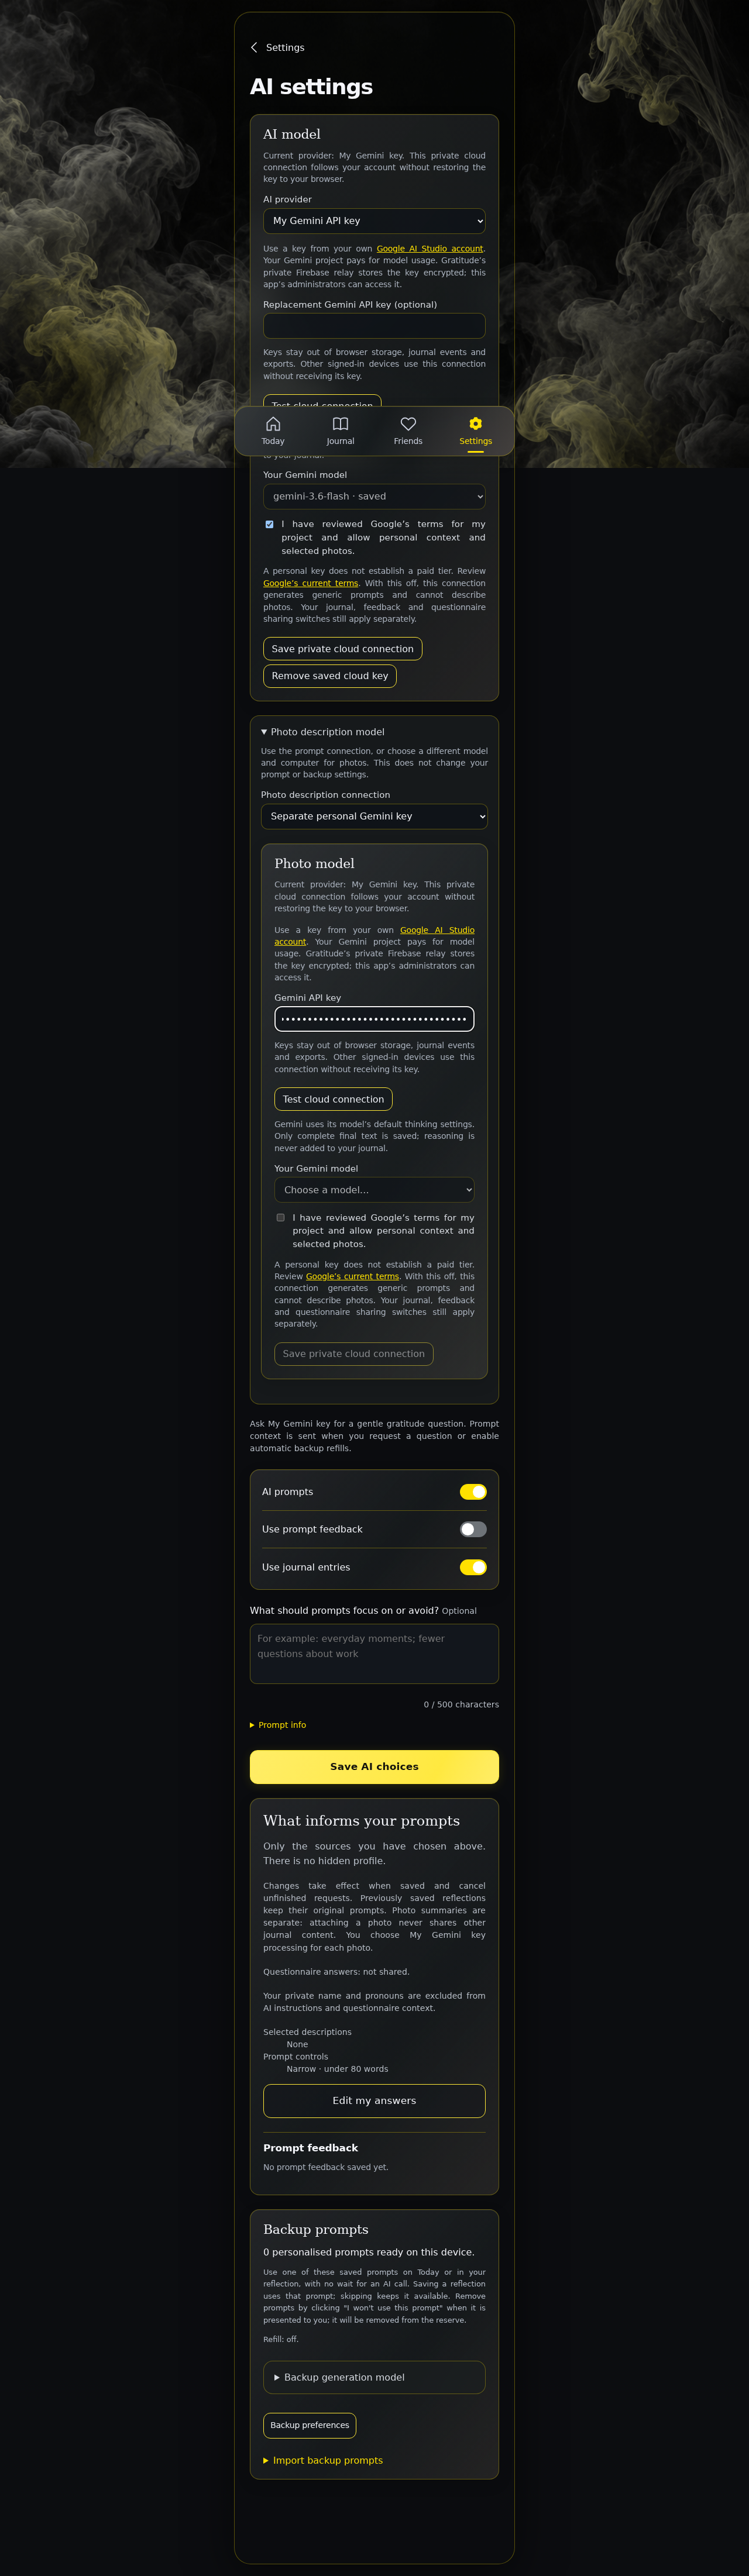 Settings
AI settings
AI model
Current provider: My Gemini key. This private cloud
connection follows your account without restoring the
key to your browser.
AI provider
My Gemini API key
Use a key from your own Google AI Studio account.
Your Gemini project pays for model usage. Gratitude's
private Firebase relay stores the key encrypted; this
app's administrators can access it.
Replacement Gemini API key (optional)
Keys stay out of browser storage, journal events and
exports. Other signed-in devices use this connection
without receiving its key.
Test cloud connection
Today
Journal
Friends
Settings
to your journal.
Your Gemini model
gemini-3.6-flash · saved
I have reviewed Google's terms for my
project and allow personal context and
selected photos.
A personal key does not establish a paid tier. Review
Google's current terms. With this off, this connection
generates generic prompts and cannot describe
photos. Your journal, feedback and questionnaire
sharing switches still apply separately.
Save private cloud connection
Remove saved cloud key
Photo description model
Use the prompt connection, or choose a different model
and computer for photos. This does not change your
prompt or backup settings.
Photo description connection
Separate personal Gemini key
Photo model
Current provider: My Gemini key. This private
cloud connection follows your account without
restoring the key to your browser.
Use a key from your own Google AI Studio
account. Your Gemini project pays for model
usage. Gratitude's private Firebase relay stores
the key encrypted; this app's administrators can
access it.
Gemini API key
Keys stay out of browser storage, journal events
and exports. Other signed-in devices use this
connection without receiving its key.
Test cloud connection
Gemini uses its model's default thinking settings.
Only complete final text is saved; reasoning is
never added to your journal.
Your Gemini model
Choose a model…
I have reviewed Google's terms for my
project and allow personal context and
selected photos.
A personal key does not establish a paid tier.
Review Google's current terms. With this off, this
connection generates generic prompts and
cannot describe photos. Your journal, feedback
and questionnaire sharing switches still apply
separately.
Save private cloud connection
Ask My Gemini key for a gentle gratitude question. Prompt
context is sent when you request a question or enable
automatic backup refills.
AI prompts
Use prompt feedback
Use journal entries
What should prompts focus on or avoid? Optional
For example: everyday moments; fewer
questions about work
0 / 500 characters
Prompt info
Save AI choices
What informs your prompts
Only the sources you have chosen above.
There is no hidden profile.
Changes take effect when saved and cancel
unfinished requests. Previously saved reflections
keep their original prompts. Photo summaries are
separate: attaching a photo never shares other
journal content. You choose My Gemini key
processing for each photo.
Questionnaire answers: not shared.
Your private name and pronouns are excluded from
AI instructions and questionnaire context.
Selected descriptions
None
Prompt controls
Narrow · under 80 words
Edit my answers
Prompt feedback
No prompt feedback saved yet.
Backup prompts
0 personalised prompts ready on this device.
Use one of these saved prompts on Today or in your
reflection, with no wait for an AI call. Saving a reflection
uses that prompt; skipping keeps it available. Remove
prompts by clicking "I won't use this prompt" when it is
presented to you; it will be removed from the reserve.
Refill: off.
Backup generation model
Backup preferences
Import backup prompts